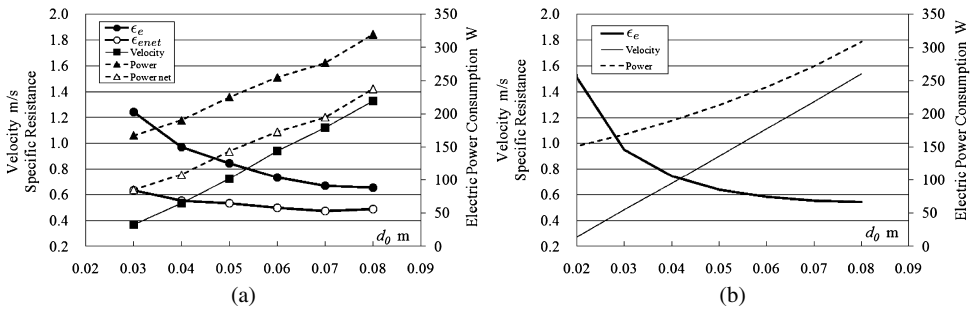 Velocity m/s
Specific Resistance
2.0
1.8
1.6
1.4
1.2
1.0
0.8
0.6
0.4
0.2
ϵe
ϵenet
Velocity
Power
Power net
350
300
250
200
150
100
50
0
Electric Power Consumption W
d0 m
0.02 0.03 0.04 0.05 0.06 0.07 0.08 0.09
(a)
Velocity m/s
Specific Resistance
2.0
1.8
1.6
1.4
1.2
1.0
0.8
0.6
0.4
0.2
ϵe
Velocity
Power
350
300
250
200
150
100
50
0
Electric Power Consumption W
d0 m
0.02 0.03 0.04 0.05 0.06 0.07 0.08 0.09
(b)